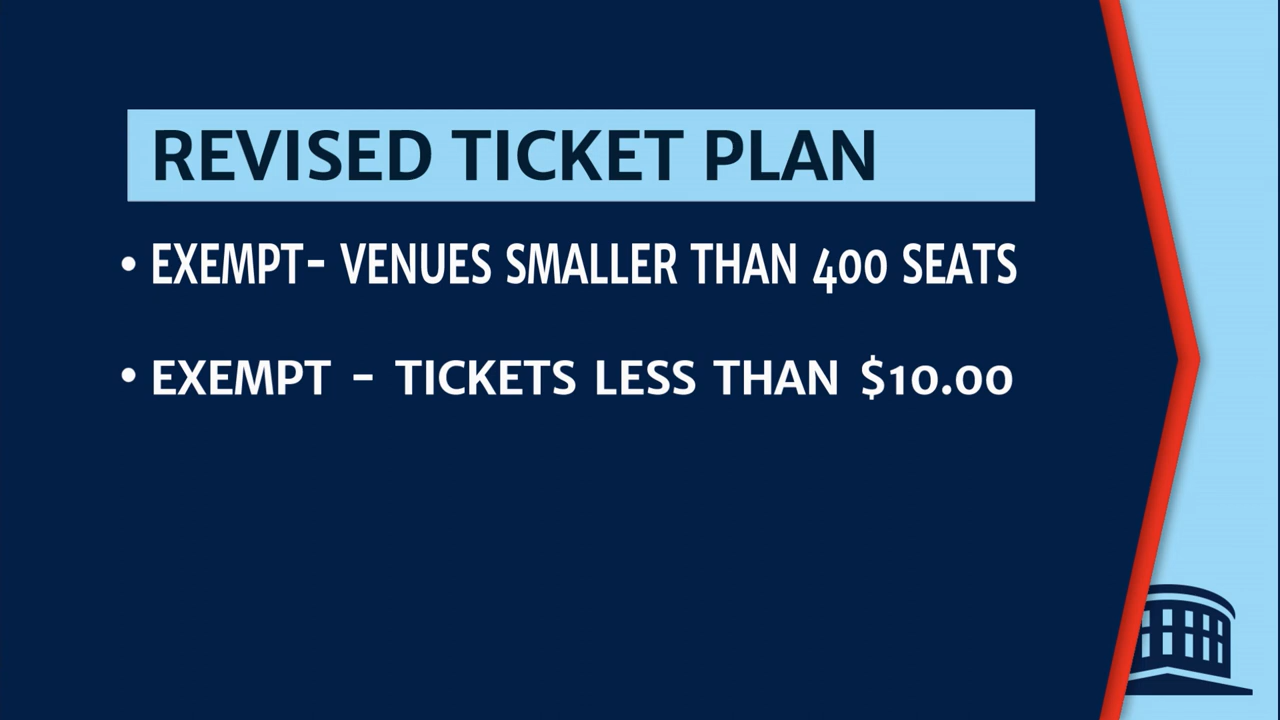 REVISED TICKET PLAN
• EXEMPT- VENUES SMALLER THAN 400 SEATS
• EXEMPT - TICKETS LESS THAN $10.00